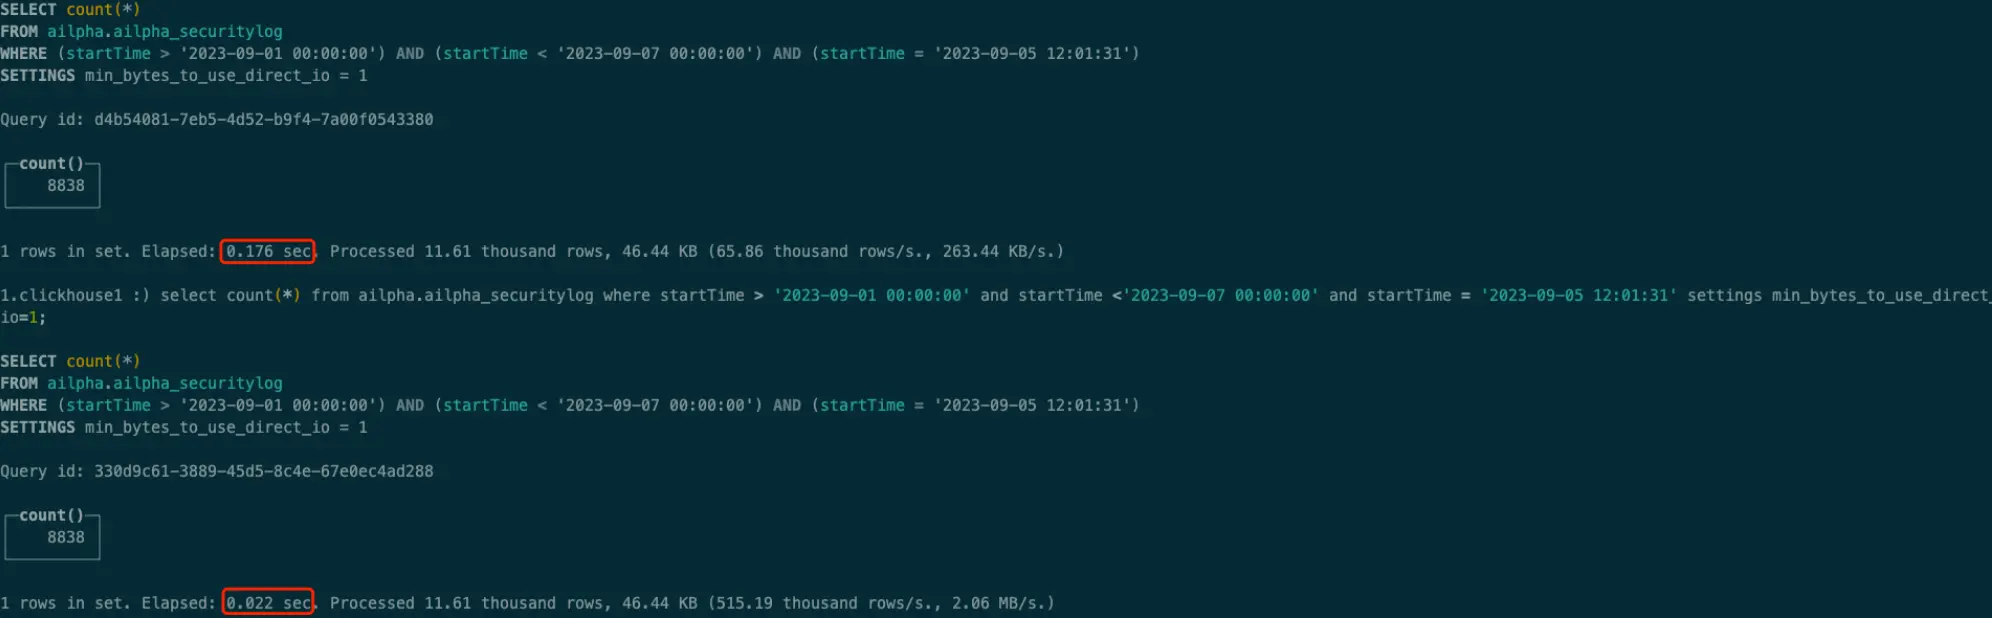 SELECT count(*)
FROM ailpha.ailpha_securitylog
WHERE (startTime > '2023-09-01 00:00:00') AND (startTime < '2023-09-07 00:00:00') AND (startTime = '2023-09-05 12:01:31')
SETTINGS min_bytes_to_use_direct_io = 1
Query id: d4b54081-7eb5-4d52-b9f4-7a00f0543380
count()
8838
1 rows in set. Elapsed: 0.176 sec. Processed 11.61 thousand rows, 46.44 KB (65.86 thousand rows/s., 263.44 KB/s.)
1.clickhouse1 :) select count(*) from ailpha.ailpha_securitylog where startTime > '2023-09-01 00:00:00' and startTime <'2023-09-07 00:00:00' and startTime = '2023-09-05 12:01:31' settings min_bytes_to_use_direct_
io=1;
SELECT count(*)
FROM ailpha.ailpha_securitylog
WHERE (startTime > '2023-09-01 00:00:00') AND (startTime < '2023-09-07 00:00:00') AND (startTime = '2023-09-05 12:01:31')
SETTINGS min_bytes_to_use_direct_io = 1
Query id: 330d9c61-3889-45d5-8c4e-67e0ec4ad288
count()
8838
1 rows in set. Elapsed: 0.022 sec. Processed 11.61 thousand rows, 46.44 KB (515.19 thousand rows/s., 2.06 MB/s.)